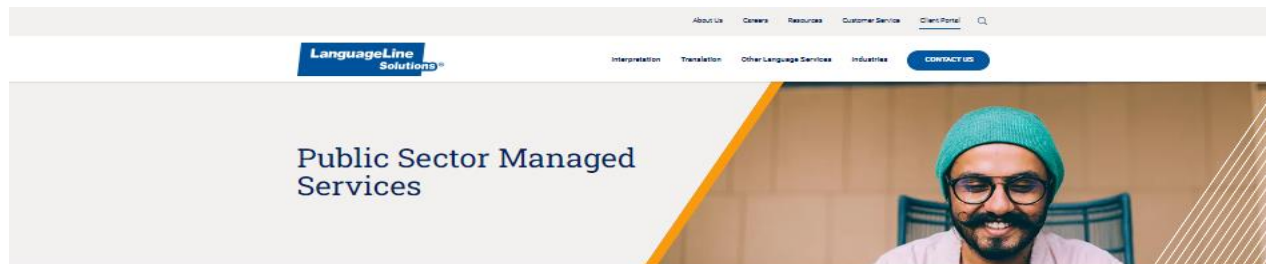 About Us Careers Resources Customer Service Client Portal
LanguageLine
Solutions®
Interpretation Translation Other Language Services Industries CONTACT US
Public Sector Managed
Services